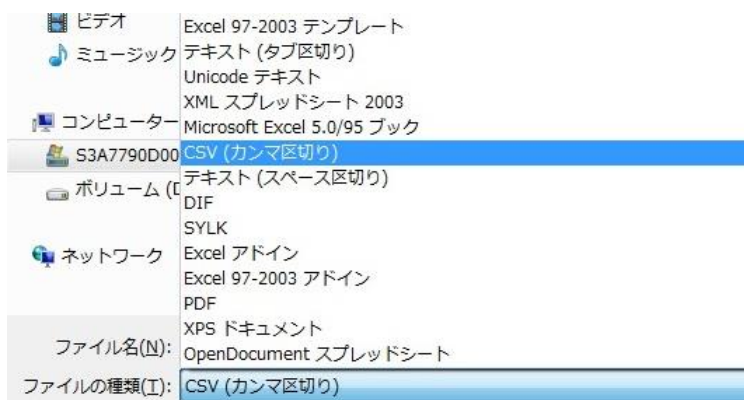 ビデオ
ミュージック
コンピューター
S3A7790D00
ボリューム (D
ネットワーク
Excel 97-2003 テンプレート
テキスト (タブ区切り)
Unicode テキスト
XML スプレッドシート 2003
Microsoft Excel 5.0/95 ブック
CSV (カンマ区切り)
テキスト (スペース区切り)
DIF
SYLK
Excel アドイン
Excel 97-2003 アドイン
PDF
XPS ドキュメント
OpenDocument スプレッドシート
ファイル名(N):
ファイルの種類(T): CSV (カンマ区切り)